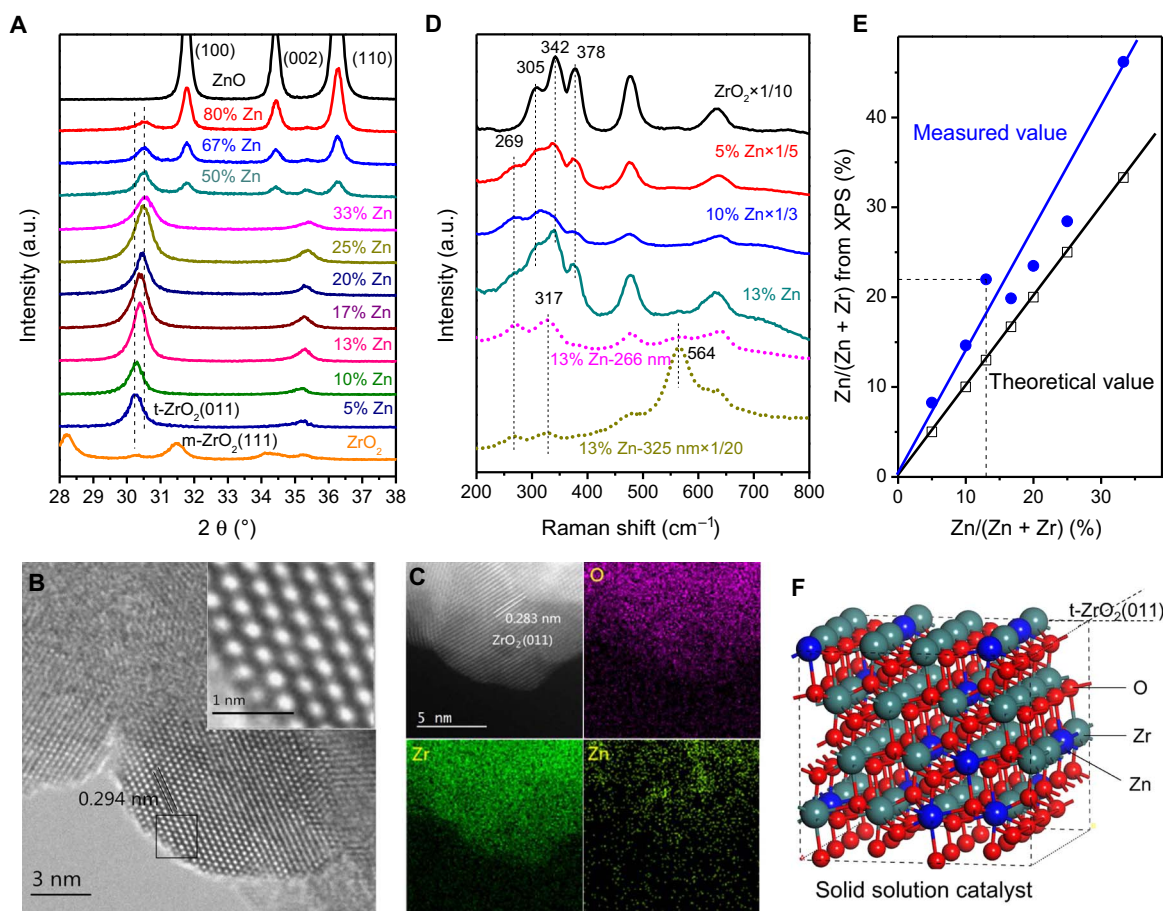 A
(100)
(002)
(110)
ZnO
80% Zn
67% Zn
50% Zn
33% Zn
25% Zn
20% Zn
17% Zn
13% Zn
10% Zn
t-ZrO2(011)
5% Zn
m-ZrO2(111)
ZrO2
28 30 32 34 36 38
2 θ (°)
Intensity (a.u.)
D
342
305
378
ZrO2×1/10
269
5% Zn×1/5
10% Zn×1/3
13% Zn
317
13% Zn-266 nm
564
13% Zn-325 nm×1/20
200 300 400 500 600 700 800
Raman shift (cm−1)
Intensity (a.u.)
E
Measured value
Theoretical value
40
30
20
10
0
0 10 20 30
Zn/(Zn + Zr) (%)
Zn/(Zn + Zr) from XPS (%)
B
1 nm
0.294 nm
3 nm
C
0.283 nm
ZrO2(011)
5 nm
O
Zr
Zn
F
t-ZrO2(011)
O
Zr
Zn
Solid solution catalyst